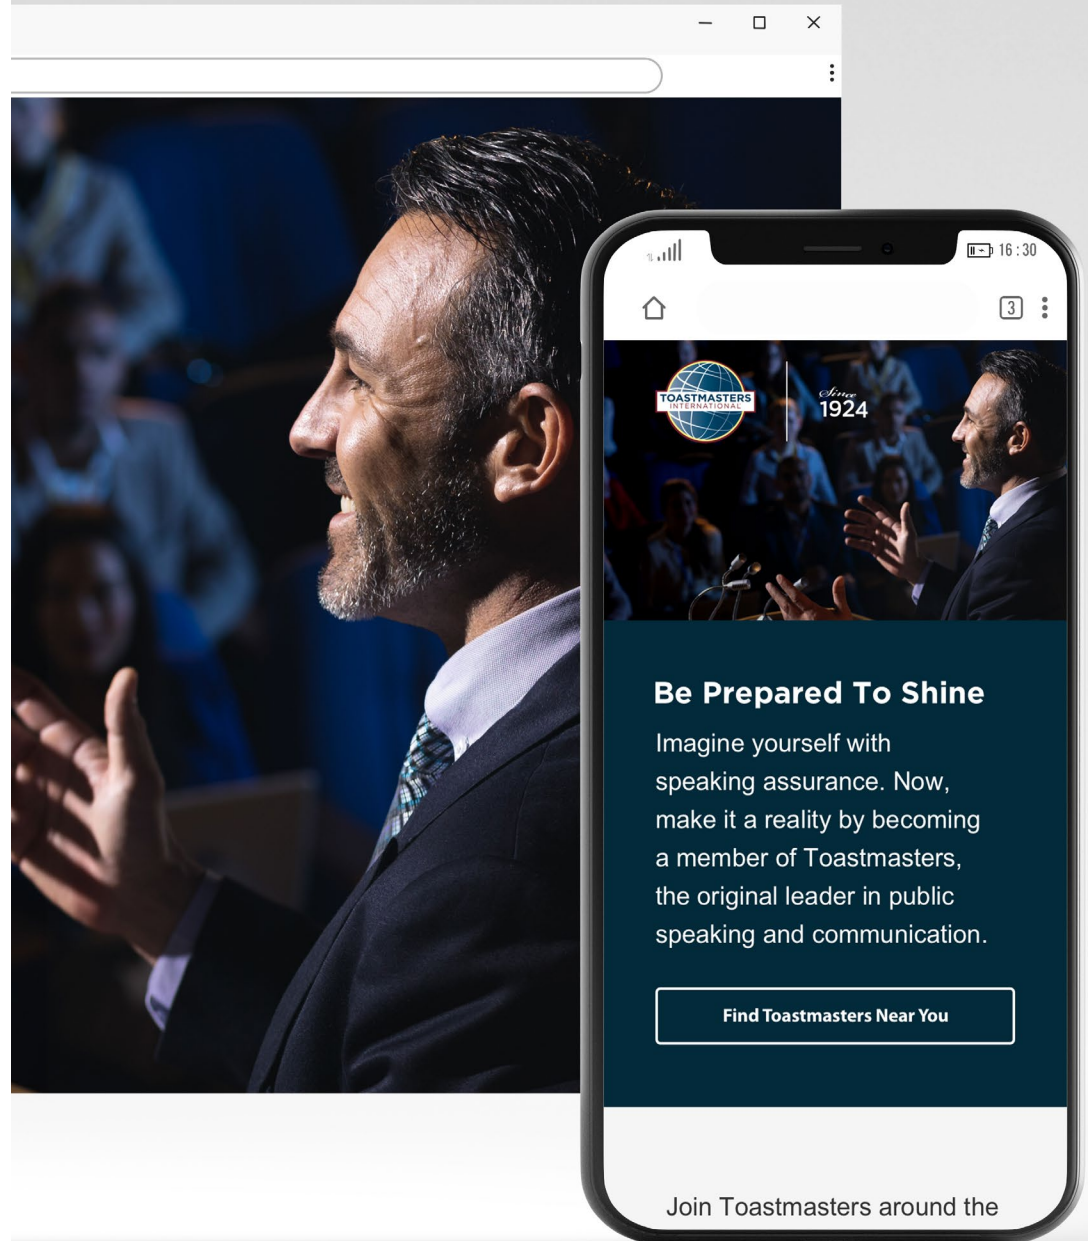 16:30
3
TOASTMASTERS
INTERNATIONAL
Since
1924
Be Prepared To Shine
Imagine yourself with
speaking assurance. Now,
make it a reality by becoming
a member of Toastmasters,
the original leader in public
speaking and communication.
Find Toastmasters Near You
Join Toastmasters around the